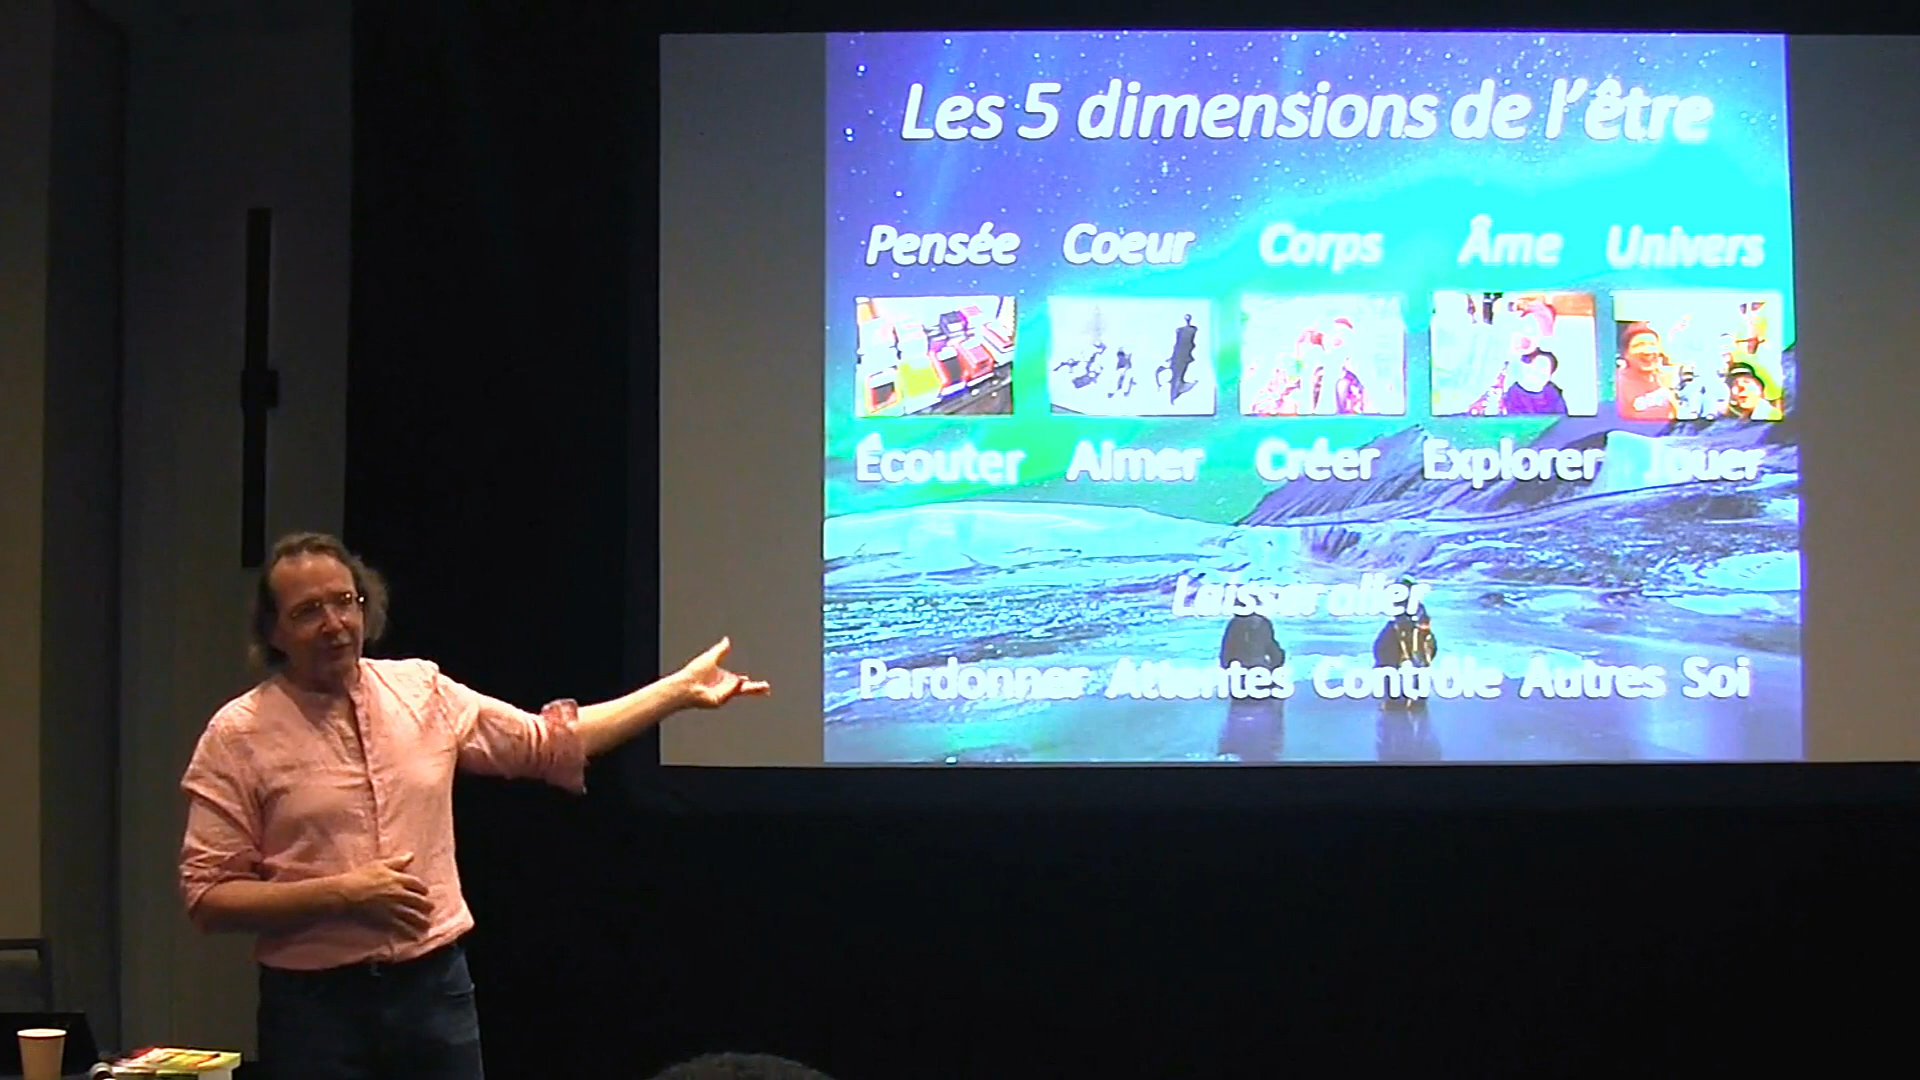 Les 5 dimensions de l'être
Pensée Coeur Corps Âme Univers
Écouter Aimer Créer Explorer Jouer
Laisser aller
Pardonner Attentes Contrôle Autres Soi